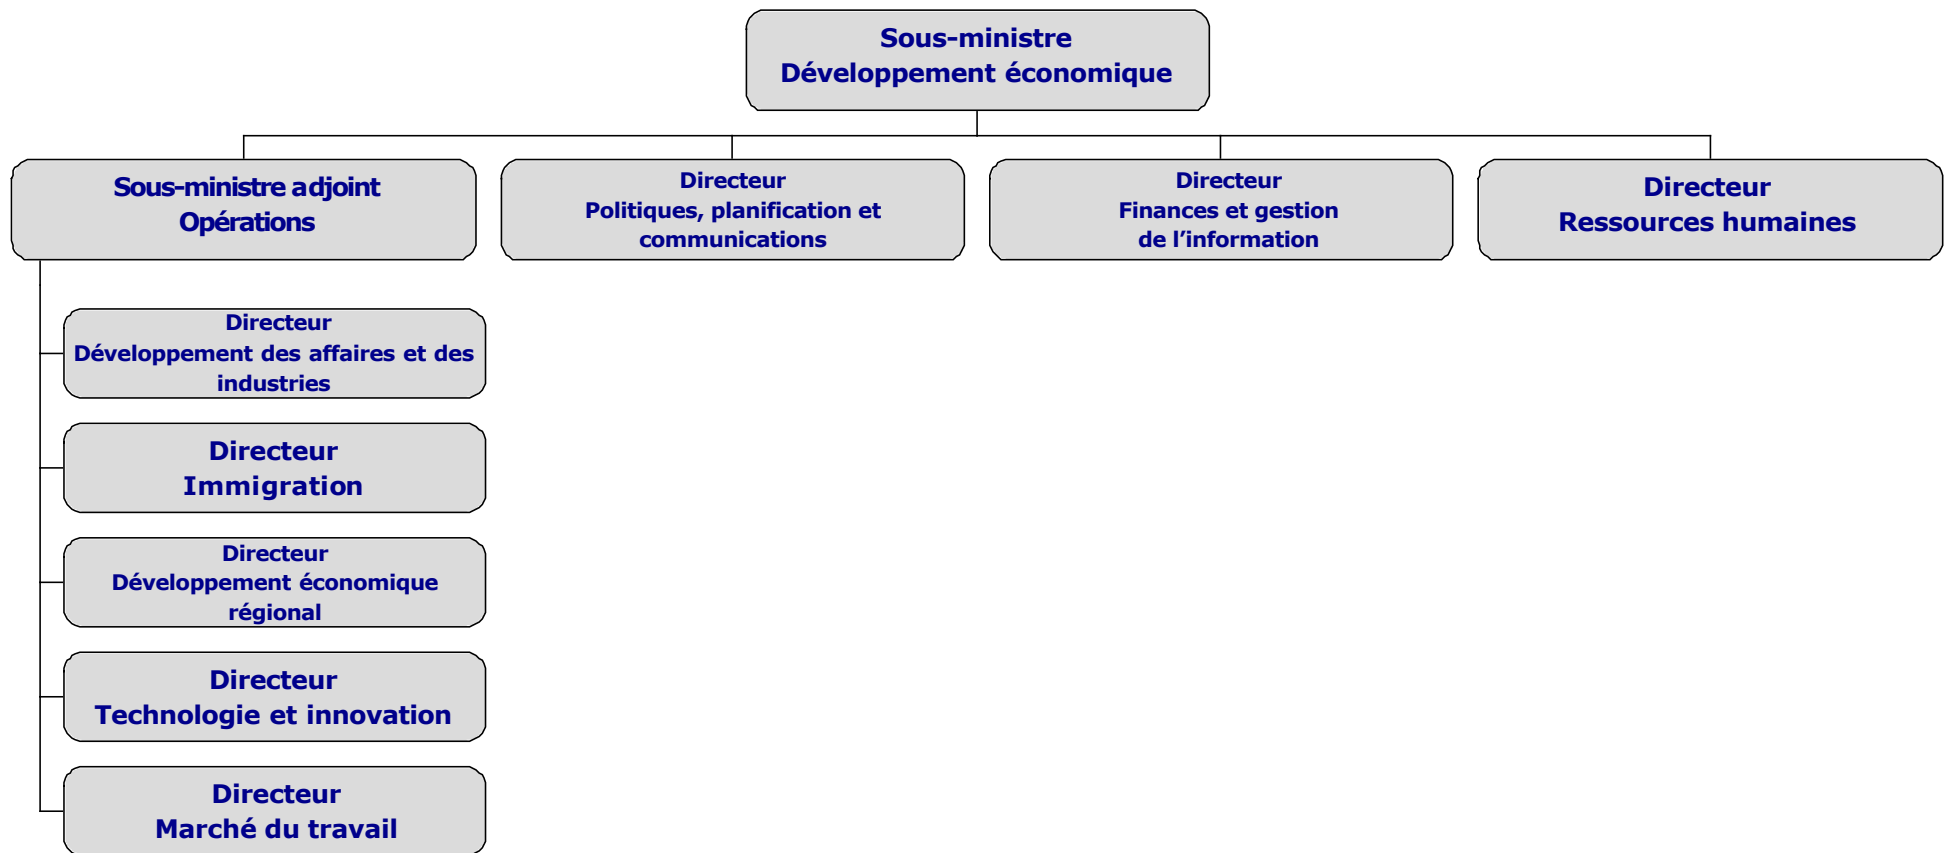 Sous-ministre
Développement économique
Sous-ministre adjoint
Opérations
Directeur
Politiques, planification et
communications
Directeur
Finances et gestion
de l’information
Directeur
Ressources humaines
Directeur
Développement des affaires et des
industries
Directeur
Immigration
Directeur
Développement économique
régional
Directeur
Technologie et innovation
Directeur
Marché du travail